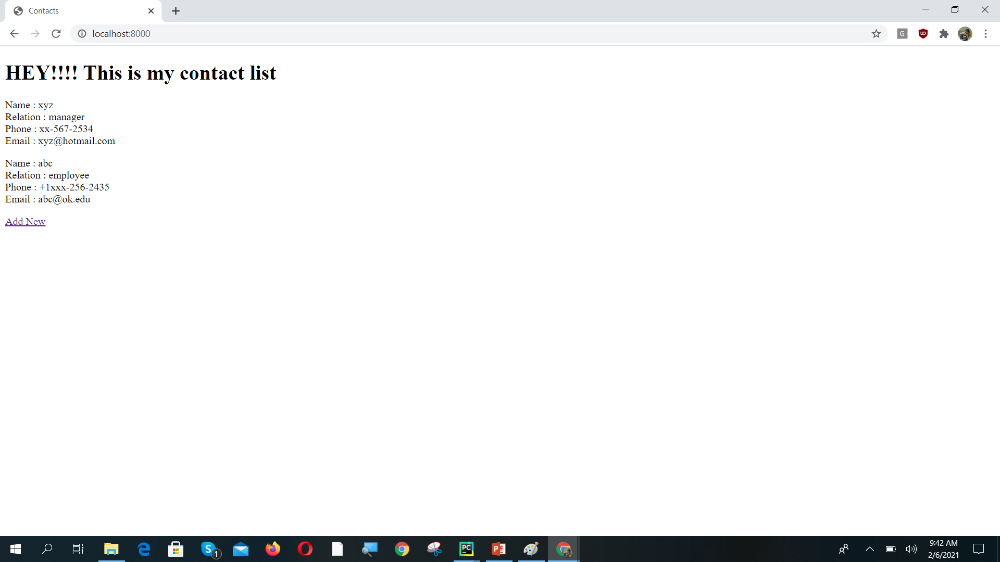 Contacts
localhost:8000
G
HEY!!!! This is my contact list
Name : xyz
Relation : manager
Phone : xx-567-2534
Email : xyz@hotmail.com
Name : abc
Relation : employee
Phone : +1xxx-256-2435
Email : abc@ok.edu
Add New
S
1
PC
P
9:42 AM
2/6/2021